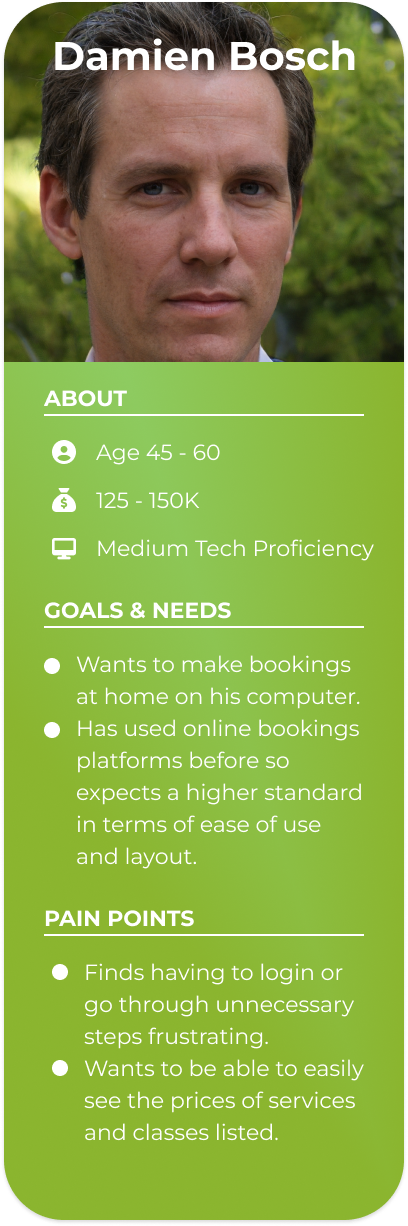 Damien Bosch
ABOUT
Age 45 - 60
125 - 150K
Medium Tech Proficiency
GOALS & NEEDS
Wants to make bookings
at home on his computer.
Has used online bookings
platforms before so
expects a higher standard
in terms of ease of use
and layout.
PAIN POINTS
Finds having to login or
go through unnecessary
steps frustrating.
Wants to be able to easily
see the prices of services
and classes listed.